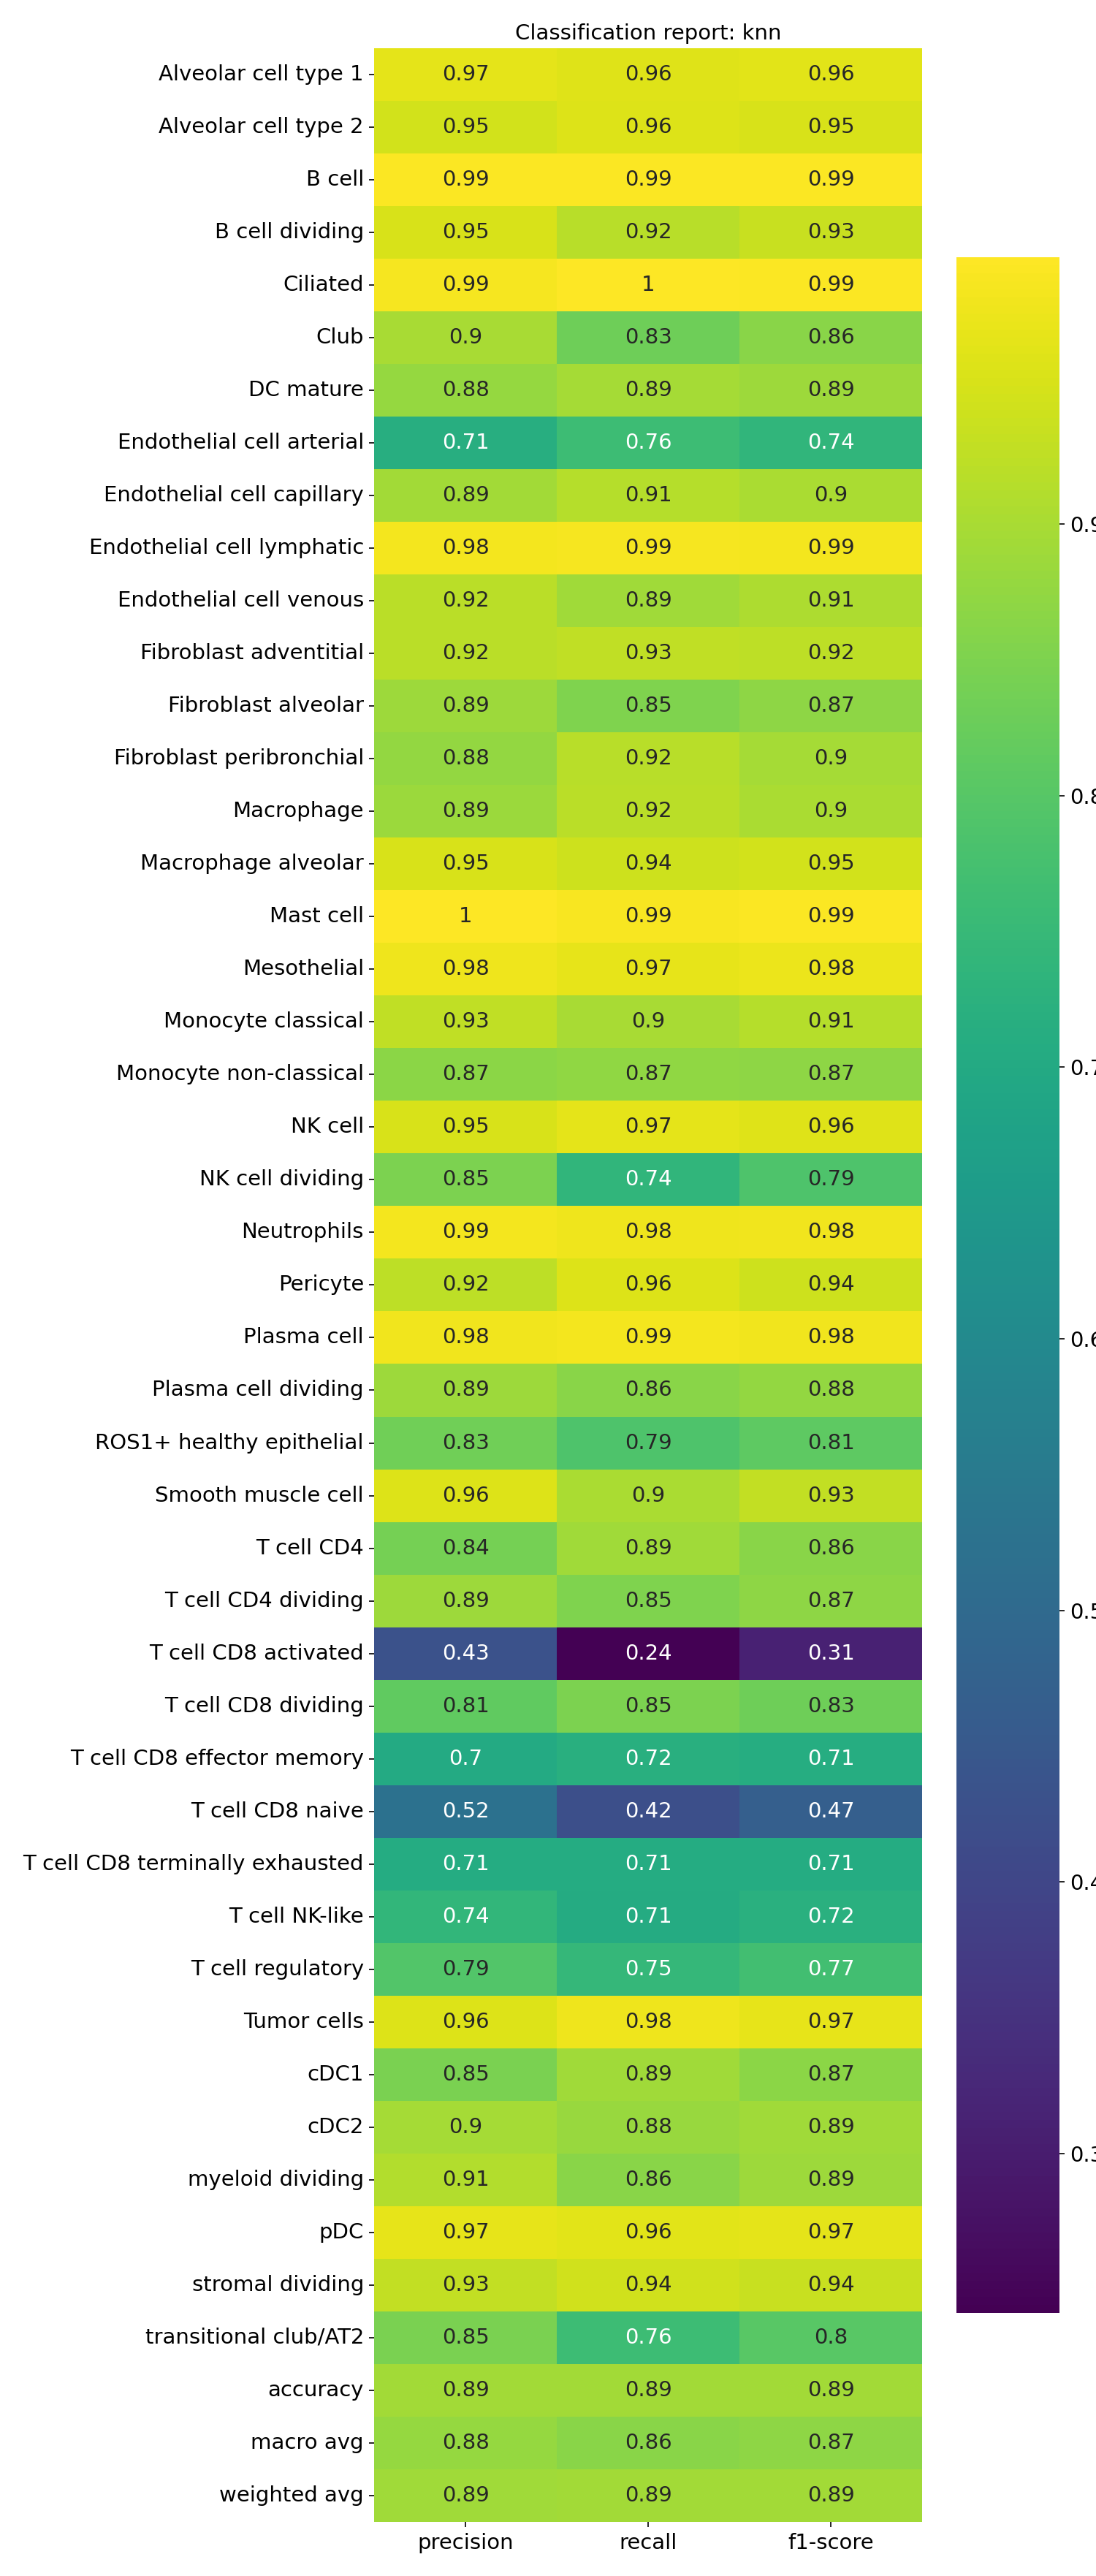 Classification report: knn
Alveolar cell type 1 0.97 0.96 0.96
Alveolar cell type 2 0.95 0.96 0.95
B cell 0.99 0.99 0.99
B cell dividing 0.95 0.92 0.93
Ciliated 0.99 1 0.99
Club 0.9 0.83 0.86
DC mature 0.88 0.89 0.89
Endothelial cell arterial 0.71 0.76 0.74
Endothelial cell capillary 0.89 0.91 0.9
Endothelial cell lymphatic 0.98 0.99 0.99
Endothelial cell venous 0.92 0.89 0.91
Fibroblast adventitial 0.92 0.93 0.92
Fibroblast alveolar 0.89 0.85 0.87
Fibroblast peribronchial 0.88 0.92 0.9
Macrophage 0.89 0.92 0.9
Macrophage alveolar 0.95 0.94 0.95
Mast cell 1 0.99 0.99
Mesothelial 0.98 0.97 0.98
Monocyte classical 0.93 0.9 0.91
Monocyte non-classical 0.87 0.87 0.87
NK cell 0.95 0.97 0.96
NK cell dividing 0.85 0.74 0.79
Neutrophils 0.99 0.98 0.98
Pericyte 0.92 0.96 0.94
Plasma cell 0.98 0.99 0.98
Plasma cell dividing 0.89 0.86 0.88
ROS1+ healthy epithelial 0.83 0.79 0.81
Smooth muscle cell 0.96 0.9 0.93
T cell CD4 0.84 0.89 0.86
T cell CD4 dividing 0.89 0.85 0.87
T cell CD8 activated 0.43 0.24 0.31
T cell CD8 dividing 0.81 0.85 0.83
T cell CD8 effector memory 0.7 0.72 0.71
T cell CD8 naive 0.52 0.42 0.47
T cell CD8 terminally exhausted 0.71 0.71 0.71
T cell NK-like 0.74 0.71 0.72
T cell regulatory 0.79 0.75 0.77
Tumor cells 0.96 0.98 0.97
cDC1 0.85 0.89 0.87
cDC2 0.9 0.88 0.89
myeloid dividing 0.91 0.86 0.89
pDC 0.97 0.96 0.97
stromal dividing 0.93 0.94 0.94
transitional club/AT2 0.85 0.76 0.8
accuracy 0.89 0.89 0.89
macro avg 0.88 0.86 0.87
weighted avg 0.89 0.89 0.89
precision recall f1-score